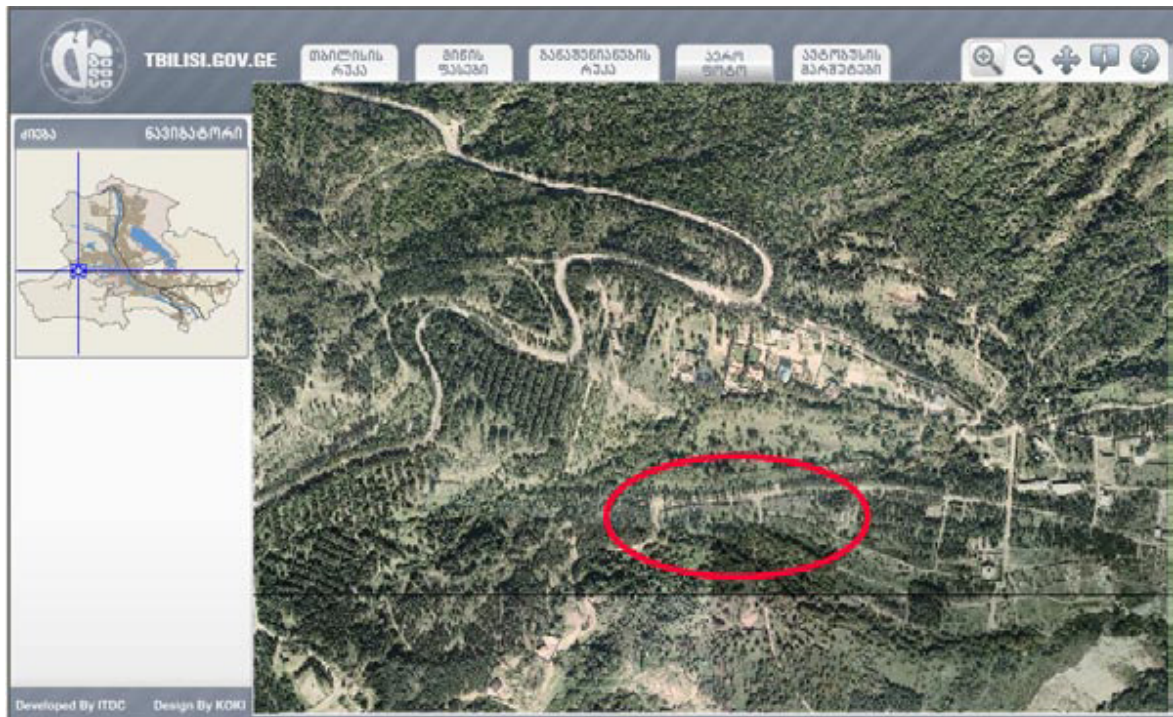 TBILISI.GOV.GE
თბილისის
რუკა
მიწის
ფასები
განაშენიანების
რუკა
აერო
ფოტო
ავტობუსის
მარშუტები
ძიება
ნავიგატორი
Developed By ITDC
Design By KOKI